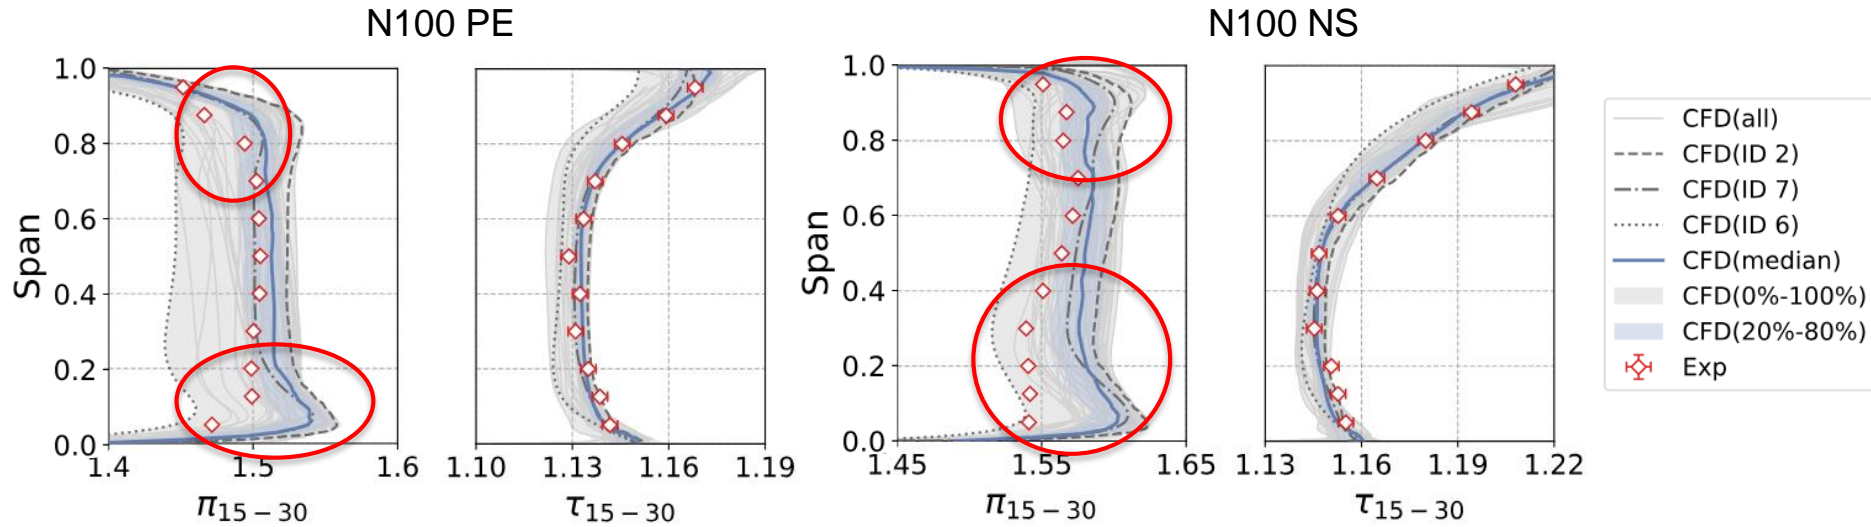 N100 PE
N100 NS
Span
1.0
0.8
0.6
0.4
0.2
0.0
1.4
1.5
1.6
π15−30
1.10
1.13
1.16
1.19
τ15−30
Span
1.0
0.8
0.6
0.4
0.2
0.0
1.45
1.55
1.65
π15−30
1.13
1.16
1.19
1.22
τ15−30
CFD(all)
CFD(ID 2)
CFD(ID 7)
CFD(ID 6)
CFD(median)
CFD(0%-100%)
CFD(20%-80%)
Exp